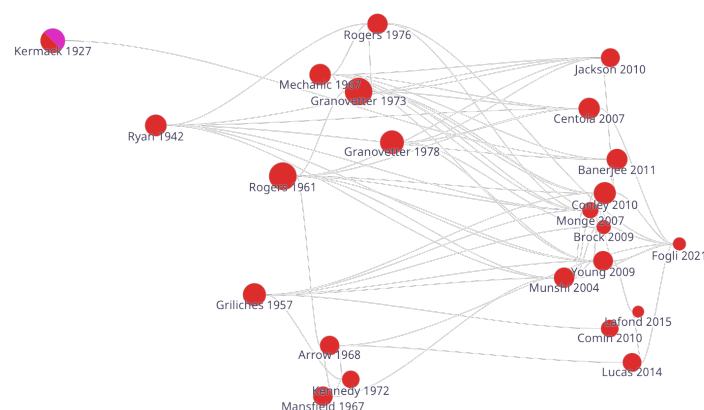 Rogers 1976
Kermack 1927
Jackson 2010
Mechanic 1967
Granovetter 1973
Centola 2007
Ryan 1942
Granovetter 1978
Banerjee 2011
Rogers 1961
Conley 2010
Monge 2007
Brock 2009
Fogli 2021
Young 2009
Munshi 2004
Griliches 1957
Lafond 2015
Comin 2010
Arrow 1968
Lucas 2014
Kennedy 1972
Mansfield 1967